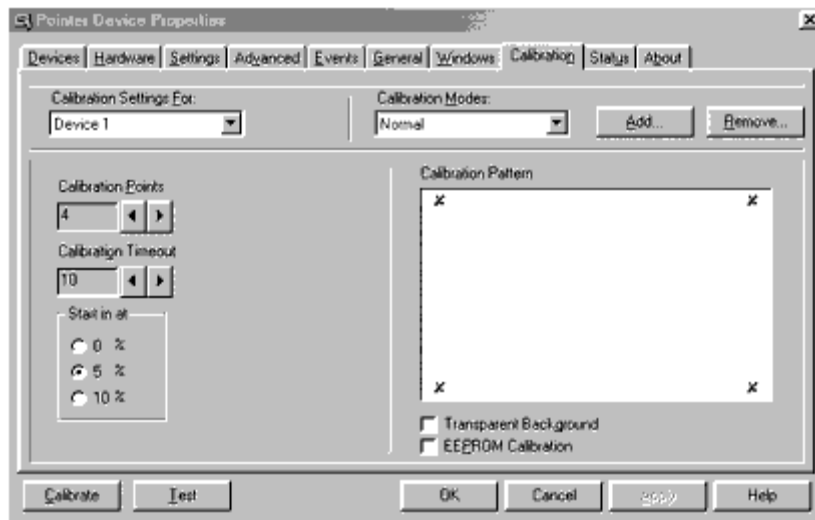 Pointer Device Properties
Devices Hardware Settings Advanced Events General Windows Calibration Status About
Calibration Settings For: Calibration Modes:
Device 1 Normal Add... Remove...
Calibration Points Calibration Pattern
4
Calibration Timeout
10
Start in at
0 %
5 %
10 %
Transparent Background
EEPROM Calibration
Calibrate Test OK Cancel Apply Help